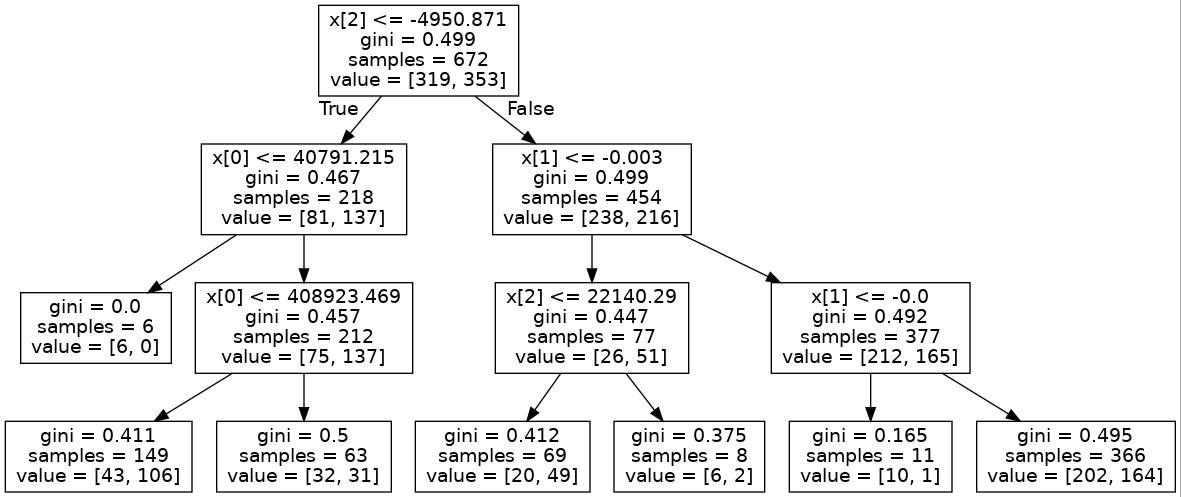 x[2] <= -4950.871
gini = 0.499
samples = 672
value = [319, 353]
True
False
x[0] <= 40791.215
gini = 0.467
samples = 218
value = [81, 137]
x[1] <= -0.003
gini = 0.499
samples = 454
value = [238, 216]
gini = 0.0
samples = 6
value = [6, 0]
x[0] <= 408923.469
gini = 0.457
samples = 212
value = [75, 137]
x[2] <= 22140.29
gini = 0.447
samples = 77
value = [26, 51]
x[1] <= -0.0
gini = 0.492
samples = 377
value = [212, 165]
gini = 0.411
samples = 149
value = [43, 106]
gini = 0.5
samples = 63
value = [32, 31]
gini = 0.412
samples = 69
value = [20, 49]
gini = 0.375
samples = 8
value = [6, 2]
gini = 0.165
samples = 11
value = [10, 1]
gini = 0.495
samples = 366
value = [202, 164]